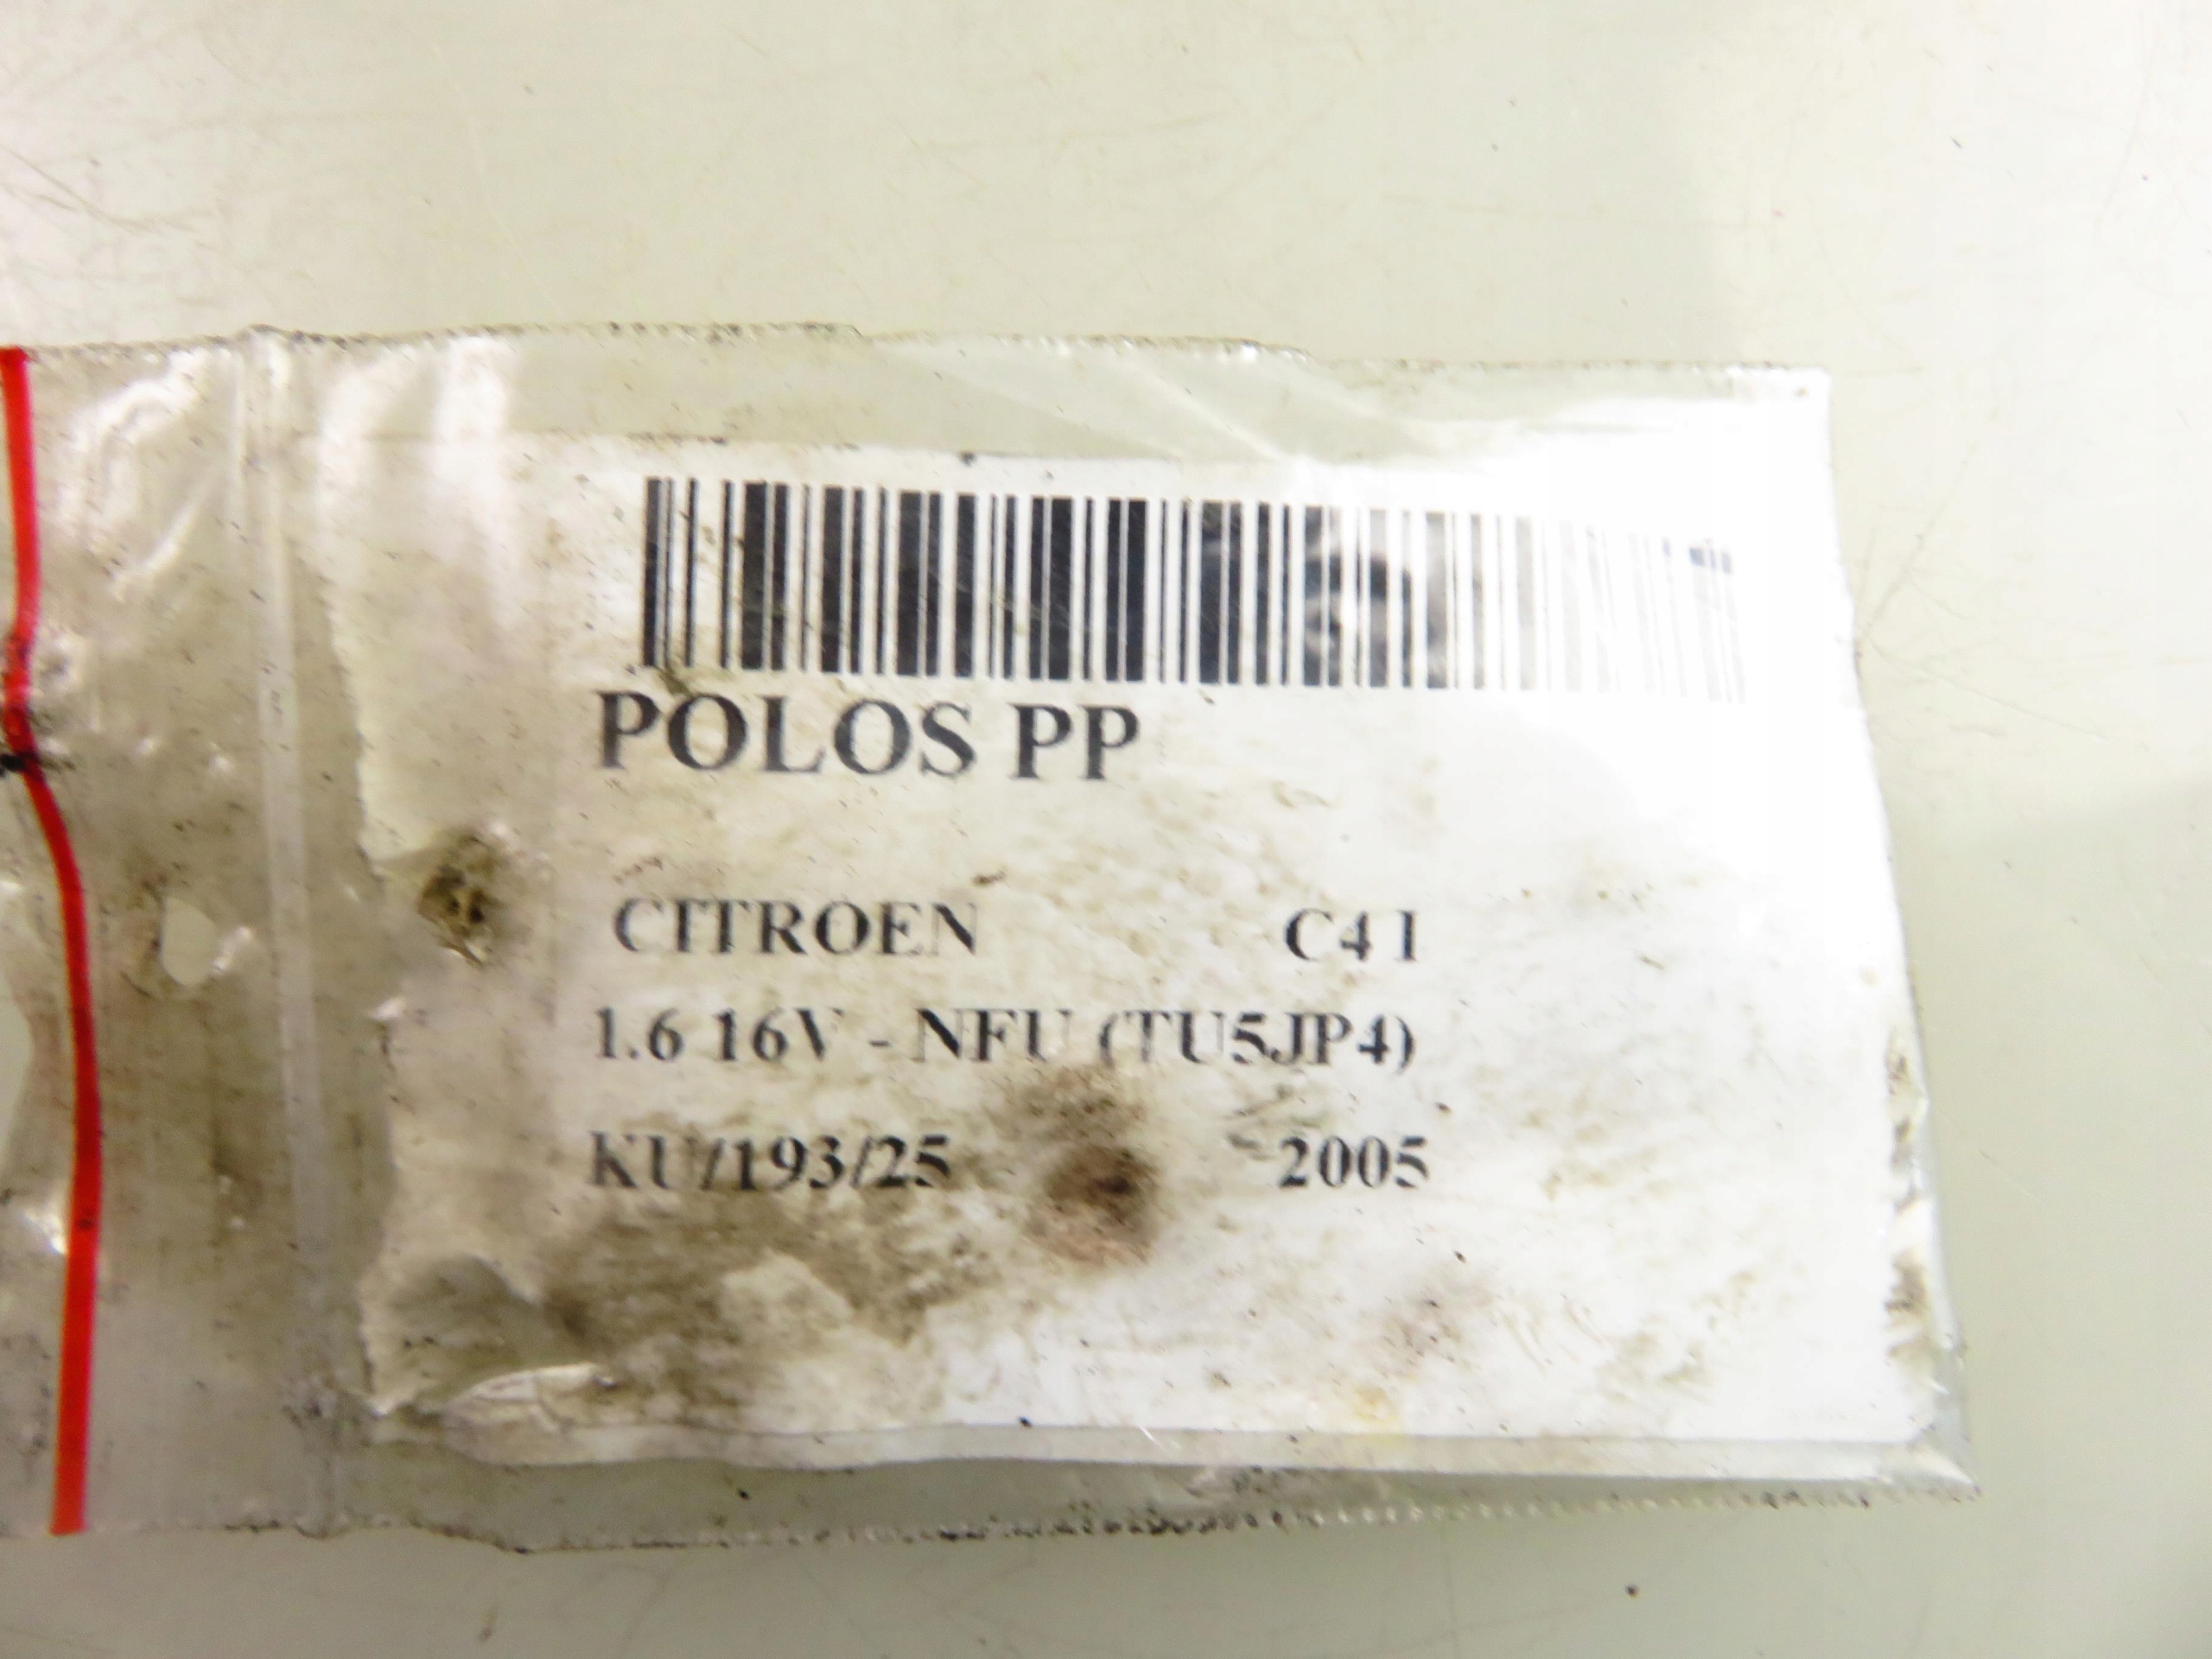 POLOS PP
CITROEN C4 I
1.6 16V - NFU (TU5JP4)
KU/193/25 2005